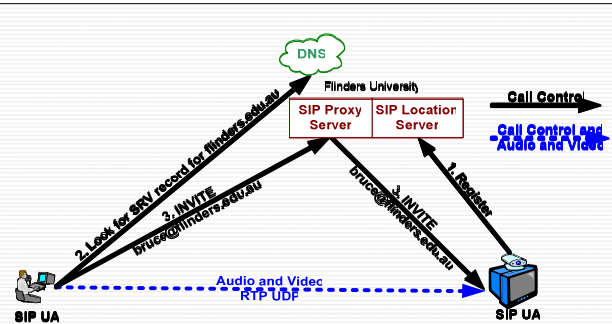 DNS
Flinders University
SIP Proxy
Server
SIP Location
Server
Call Control
Call Control and
Audio and Video
2. Look for SRV record for flinders.edu.au
3. INVITE
bruce@flinders.edu.au
3. INVITE
bruce@flinders.edu.au
1. Register
Audio and Video
RTP UDP
SIP UA
SIP UA